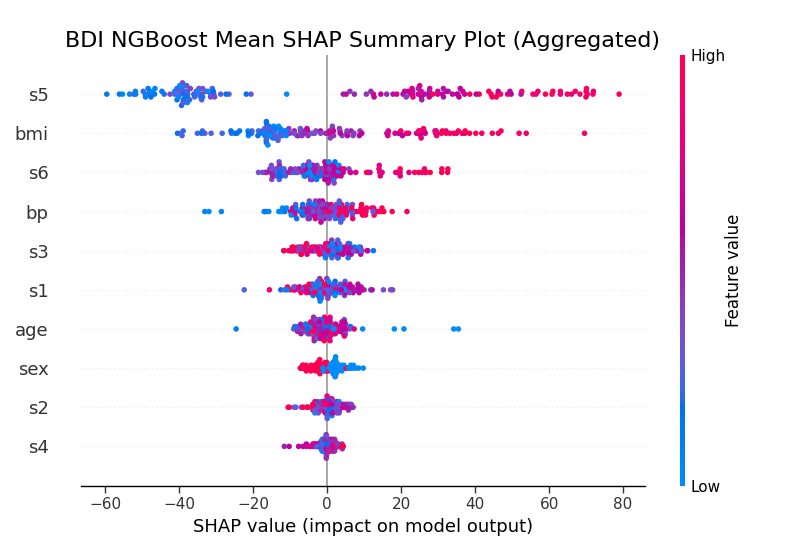 BDI NGBoost Mean SHAP Summary Plot (Aggregated)
High
s5
bmi
s6
bp
s3
s1
age
sex
s2
s4
Feature value
Low
−60 −40 −20 0 20 40 60 80
SHAP value (impact on model output)